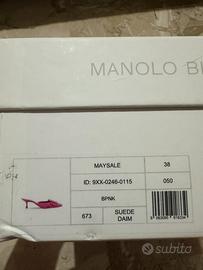 MANOLO B
MAYSALE 38
ID: 9XX-0246-0115 050
BPNK
673 SUEDE
DAIM
subito